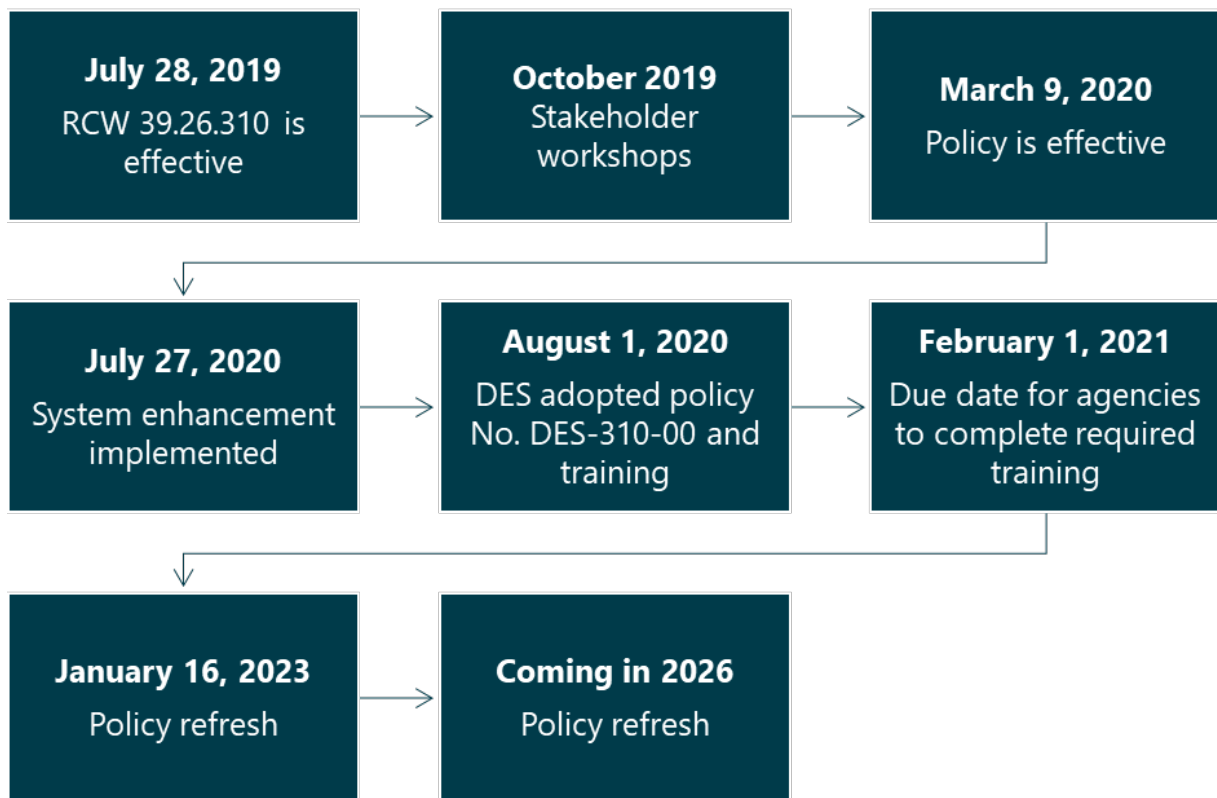 July 28, 2019
RCW 39.26.310 is
effective
October 2019
Stakeholder
workshops
March 9, 2020
Policy is effective
July 27, 2020
System enhancement
implemented
August 1, 2020
DES adopted policy
No. DES-310-00 and
training
February 1, 2021
Due date for agencies
to complete required
training
January 16, 2023
Policy refresh
Coming in 2026
Policy refresh